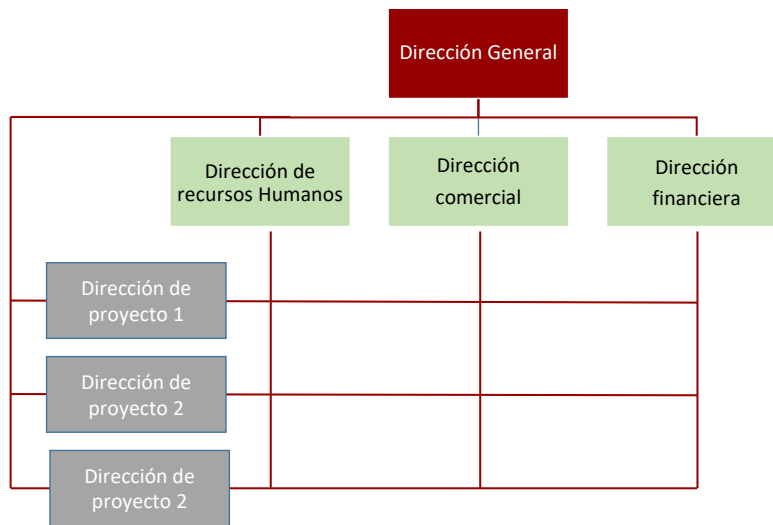 Dirección General
Dirección de
recursos Humanos
Dirección
comercial
Dirección
financiera
Dirección de
proyecto 1
Dirección de
proyecto 2
Dirección de
proyecto 2